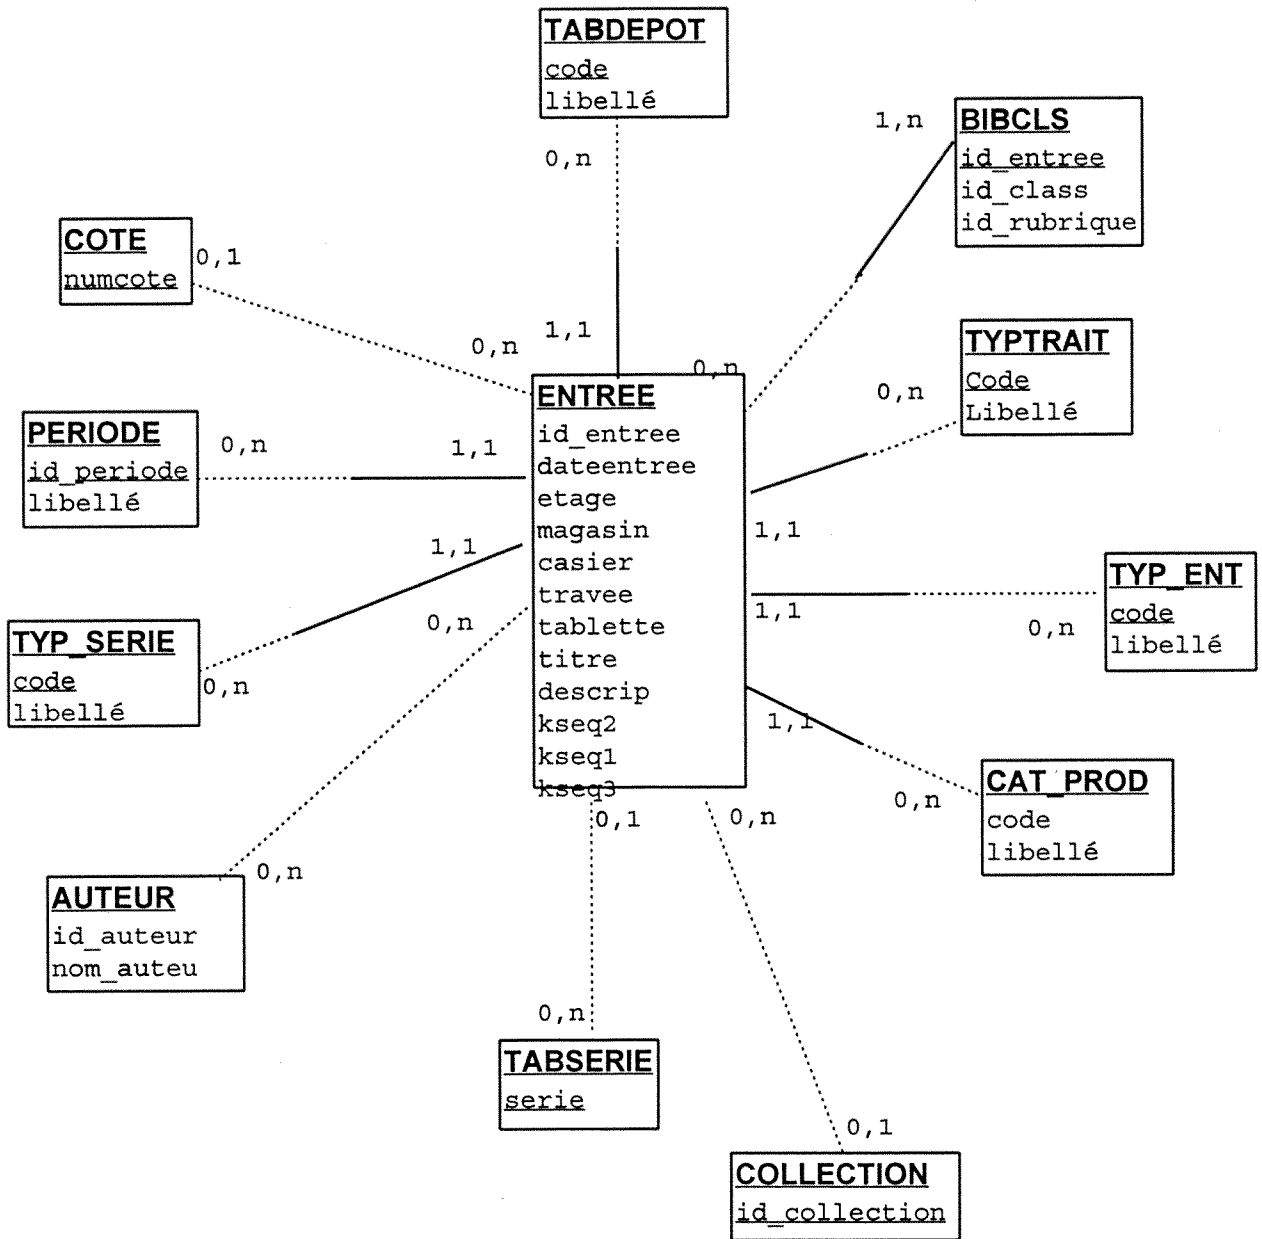 TABDEPOT
code
libellé
0,n
1,1
BIBCLS
id_entree
id_class
id_rubrique
1,n
0,n
COTE
numcote
0,1
0,n
TYPTRAIT
Code
Libellé
0,n
1,1
ENTREE
id_entree
dateentree
etage
magasin
casier
travee
tablette
titre
descrip
kseq2
kseq1
kseq3
PERIODE
id_periode
libellé
0,n
1,1
TYP_ENT
code
libellé
1,1
0,n
TYP_SERIE
code
libellé
1,1
0,n
CAT_PROD
code
libellé
1,1
0,n
AUTEUR
id_auteur
nom_auteu
0,n
0,n
TABSERIE
serie
0,1
0,n
COLLECTION
id_collection
0,n
0,1